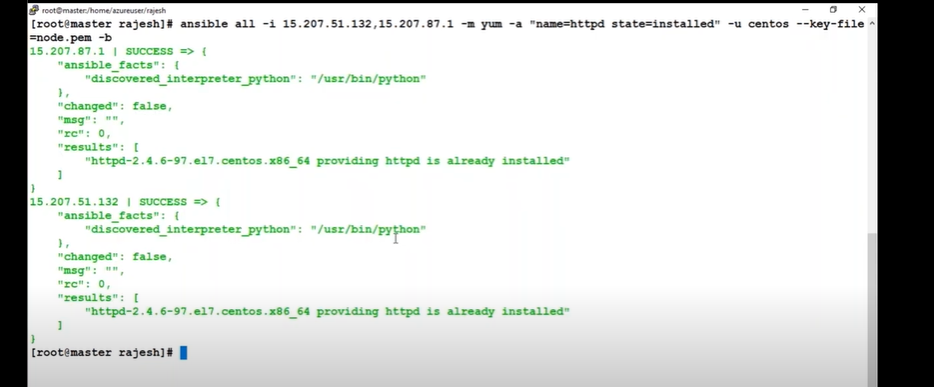 root@master:/home/azureuser/rajesh
[root@master rajesh]# ansible all -i 15.207.51.132,15.207.87.1 -m yum -a "name=httpd state=installed" -u centos --key-file
=node.pem -b
15.207.87.1 | SUCCESS => {
    "ansible_facts": {
        "discovered_interpreter_python": "/usr/bin/python"
    },
    "changed": false,
    "msg": "",
    "rc": 0,
    "results": [
        "httpd-2.4.6-97.el7.centos.x86_64 providing httpd is already installed"
    ]
}
15.207.51.132 | SUCCESS => {
    "ansible_facts": {
        "discovered_interpreter_python": "/usr/bin/python"
    },
    "changed": false,
    "msg": "",
    "rc": 0,
    "results": [
        "httpd-2.4.6-97.el7.centos.x86_64 providing httpd is already installed"
    ]
}
[root@master rajesh]#